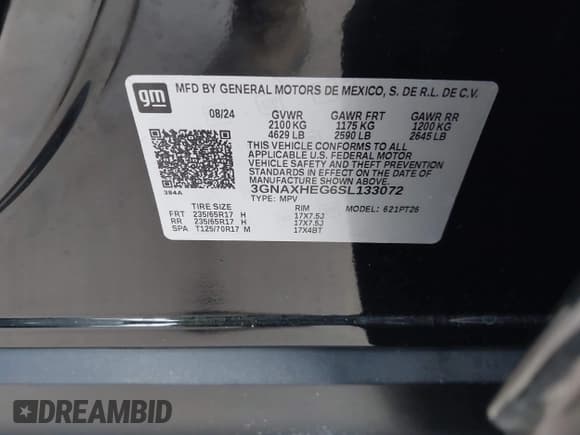 gm
MFD BY GENERAL MOTORS DE MEXICO, S. DE R.L. DE C.V.
08/24 GVWR GAWR FRT GAWR RR
2100 KG 1175 KG 1200 KG
4629 LB 2590 LB 2645 LB
THIS VEHICLE CONFORMS TO ALL
APPLICABLE U.S. FEDERAL MOTOR
VEHICLE SAFETY AND THEFT PREVENTION
STANDARDS IN EFFECT ON THE DATE OF
MANUFACTURE SHOWN ABOVE.
394A 3GNAXHEG6SL133072
TYPE: MPV MODEL: 621PT26
TIRE SIZE RIM
FRT 235/65R17 H 17X7.5J
RR 235/65R17 H 17X7.5J
SPA T125/70R17 M 17X4BT
DREAMBID